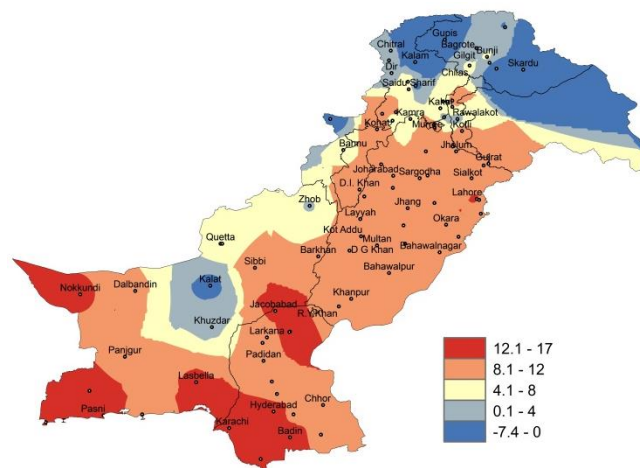 Gupis
Chitral
Bagrote
Kalam
Bunji
Gilgit
Skardu
Dir
Chilas
Saidu Sharif
Kakul
Kamra
Rawalakot
Kohat
Murree
Kotli
Bannu
Jhalum
Gujrat
Joharabad
Sargodha
Sialkot
D.I. Khan
Zhob
Lahore
Jhang
Layyah
Okara
Kot Addu
Quetta
Multan
Barkhan
D G Khan
Bahawalnagar
Sibbi
Bahawalpur
Nokkundi
Dalbandin
Kalat
Khanpur
Jacobabad
R.Y.Khan
Khuzdar
Larkana
Panjgur
Padidan
Lasbella
Pasni
Hyderabad
Chhor
Karachi
Badin
12.1 - 17
8.1 - 12
4.1 - 8
0.1 - 4
-7.4 - 0